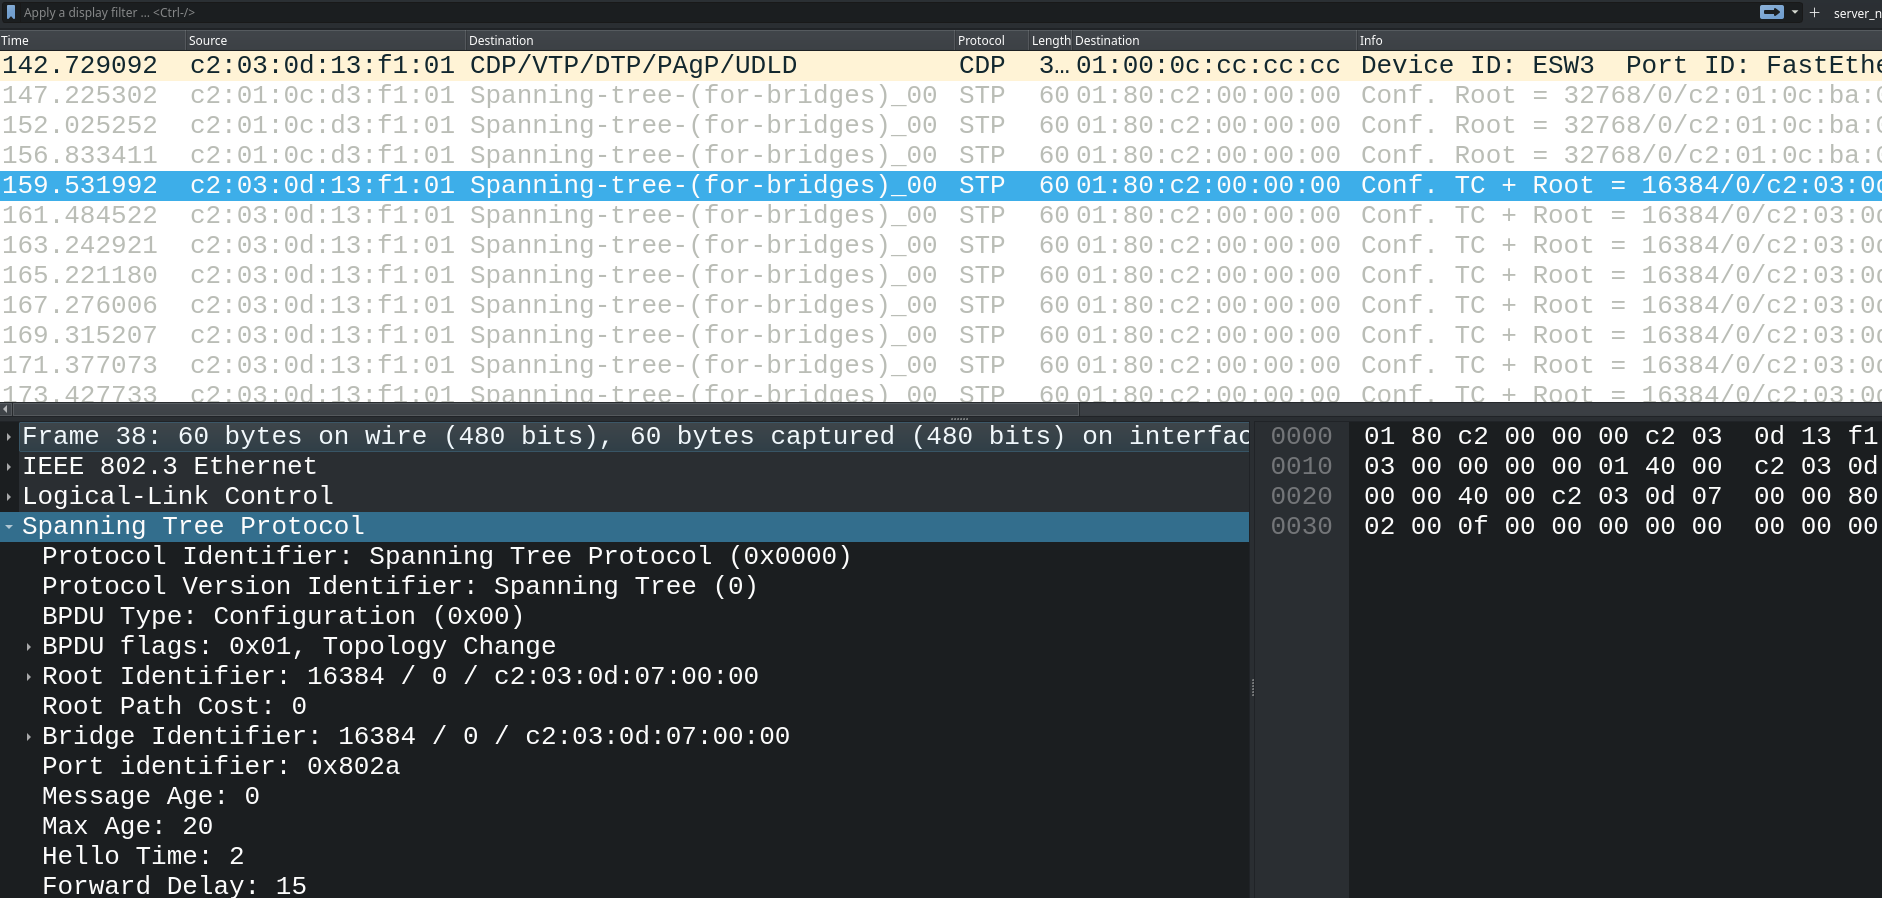 Apply a display filter ... <Ctrl-/> + server_n
Time Source Destination Protocol Length Destination Info
142.729092 c2:03:0d:13:f1:01 CDP/VTP/DTP/PAgP/UDLD CDP 3… 01:00:0c:cc:cc:cc Device ID: ESW3 Port ID: FastEthe
147.225302 c2:01:0c:d3:f1:01 Spanning-tree-(for-bridges)_00 STP 60 01:80:c2:00:00:00 Conf. Root = 32768/0/c2:01:0c:ba:0
152.025252 c2:01:0c:d3:f1:01 Spanning-tree-(for-bridges)_00 STP 60 01:80:c2:00:00:00 Conf. Root = 32768/0/c2:01:0c:ba:0
156.833411 c2:01:0c:d3:f1:01 Spanning-tree-(for-bridges)_00 STP 60 01:80:c2:00:00:00 Conf. Root = 32768/0/c2:01:0c:ba:0
159.531992 c2:03:0d:13:f1:01 Spanning-tree-(for-bridges)_00 STP 60 01:80:c2:00:00:00 Conf. TC + Root = 16384/0/c2:03:0d
161.484522 c2:03:0d:13:f1:01 Spanning-tree-(for-bridges)_00 STP 60 01:80:c2:00:00:00 Conf. TC + Root = 16384/0/c2:03:0d
163.242921 c2:03:0d:13:f1:01 Spanning-tree-(for-bridges)_00 STP 60 01:80:c2:00:00:00 Conf. TC + Root = 16384/0/c2:03:0d
165.221180 c2:03:0d:13:f1:01 Spanning-tree-(for-bridges)_00 STP 60 01:80:c2:00:00:00 Conf. TC + Root = 16384/0/c2:03:0d
167.276006 c2:03:0d:13:f1:01 Spanning-tree-(for-bridges)_00 STP 60 01:80:c2:00:00:00 Conf. TC + Root = 16384/0/c2:03:0d
169.315207 c2:03:0d:13:f1:01 Spanning-tree-(for-bridges)_00 STP 60 01:80:c2:00:00:00 Conf. TC + Root = 16384/0/c2:03:0d
171.377073 c2:03:0d:13:f1:01 Spanning-tree-(for-bridges)_00 STP 60 01:80:c2:00:00:00 Conf. TC + Root = 16384/0/c2:03:0d
173.427733 c2:03:0d:13:f1:01 Spanning-tree-(for-bridges)_00 STP 60 01:80:c2:00:00:00 Conf. TC + Root = 16384/0/c2:03:0d
Frame 38: 60 bytes on wire (480 bits), 60 bytes captured (480 bits) on interfac
IEEE 802.3 Ethernet
Logical-Link Control
Spanning Tree Protocol
Protocol Identifier: Spanning Tree Protocol (0x0000)
Protocol Version Identifier: Spanning Tree (0)
BPDU Type: Configuration (0x00)
BPDU flags: 0x01, Topology Change
Root Identifier: 16384 / 0 / c2:03:0d:07:00:00
Root Path Cost: 0
Bridge Identifier: 16384 / 0 / c2:03:0d:07:00:00
Port identifier: 0x802a
Message Age: 0
Max Age: 20
Hello Time: 2
Forward Delay: 15
0000 01 80 c2 00 00 00 c2 03 0d 13 f1
0010 03 00 00 00 00 01 40 00 c2 03 0d
0020 00 00 40 00 c2 03 0d 07 00 00 80
0030 02 00 0f 00 00 00 00 00 00 00 00